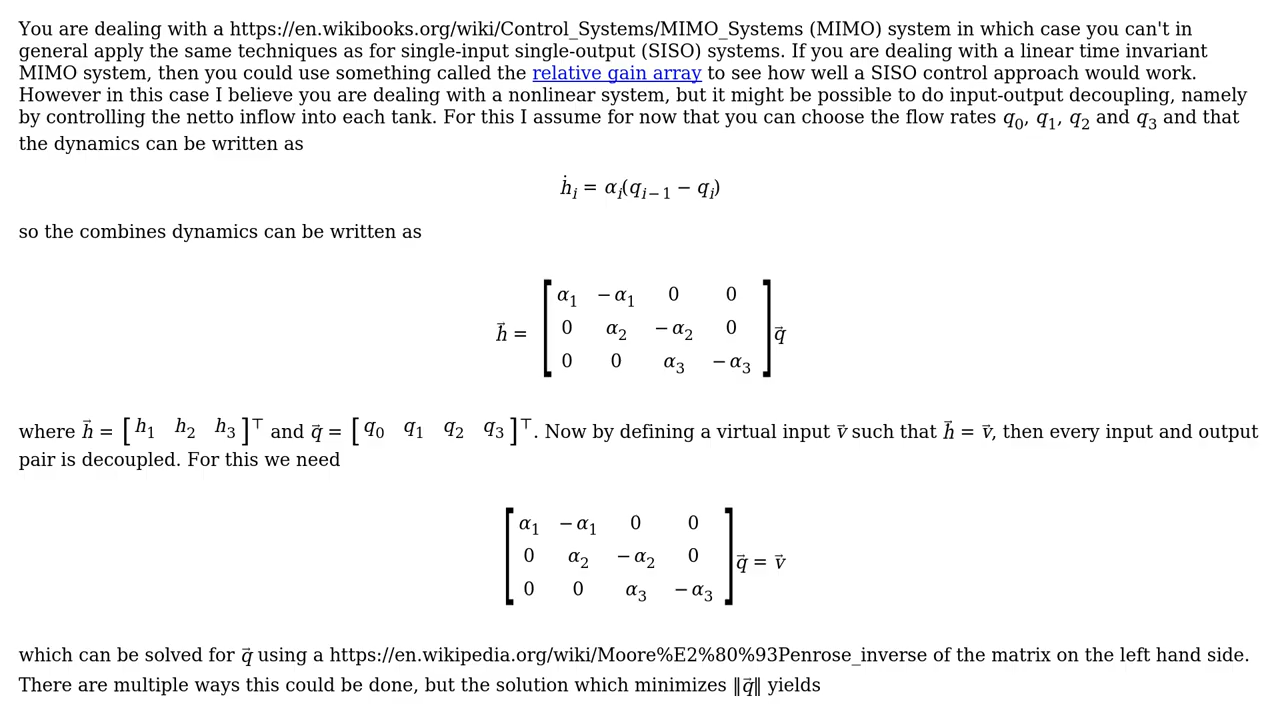 You are dealing with a https://en.wikibooks.org/wiki/Control_Systems/MIMO_Systems (MIMO) system in which case you can't in
general apply the same techniques as for single-input single-output (SISO) systems. If you are dealing with a linear time invariant
MIMO system, then you could use something called the relative gain array to see how well a SISO control approach would work.
However in this case I believe you are dealing with a nonlinear system, but it might be possible to do input-output decoupling, namely
by controlling the netto inflow into each tank. For this I assume for now that you can choose the flow rates q₀, q₁, q₂ and q₃ and that
the dynamics can be written as
ḣᵢ = αᵢ(qᵢ₋₁ − qᵢ)
so the combines dynamics can be written as
α₁ −α₁ 0 0
0 α₂ −α₂ 0
h⃗̇ = [ ] q⃗
0 0 α₃ −α₃
where h⃗ = [ h₁ h₂ h₃ ]⊤ and q⃗ = [ q₀ q₁ q₂ q₃ ]⊤. Now by defining a virtual input v⃗ such that h⃗̇ = v⃗, then every input and output
pair is decoupled. For this we need
α₁ −α₁ 0 0
0 α₂ −α₂ 0
[ ] q⃗ = v⃗
0 0 α₃ −α₃
which can be solved for q⃗ using a https://en.wikipedia.org/wiki/Moore%E2%80%93Penrose_inverse of the matrix on the left hand side.
There are multiple ways this could be done, but the solution which minimizes ‖q⃗‖ yields